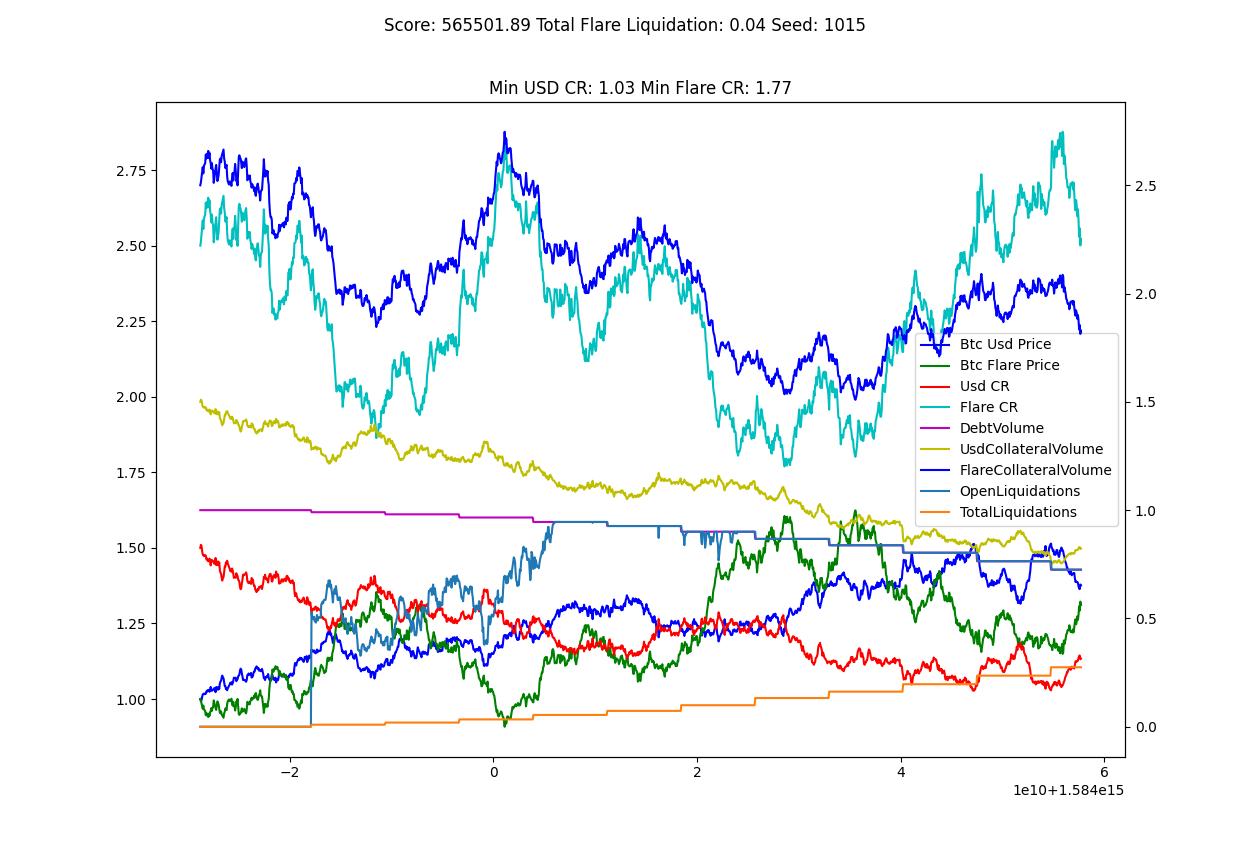 Score: 565501.89 Total Flare Liquidation: 0.04 Seed: 1015
Min USD CR: 1.03 Min Flare CR: 1.77
2.75
2.50
2.25
2.00
1.75
1.50
1.25
1.00
2.5
2.0
1.5
1.0
0.5
0.0
Btc Usd Price
Btc Flare Price
Usd CR
Flare CR
DebtVolume
UsdCollateralVolume
FlareCollateralVolume
OpenLiquidations
TotalLiquidations
−2 0 2 4 6
1e10+1.584e15